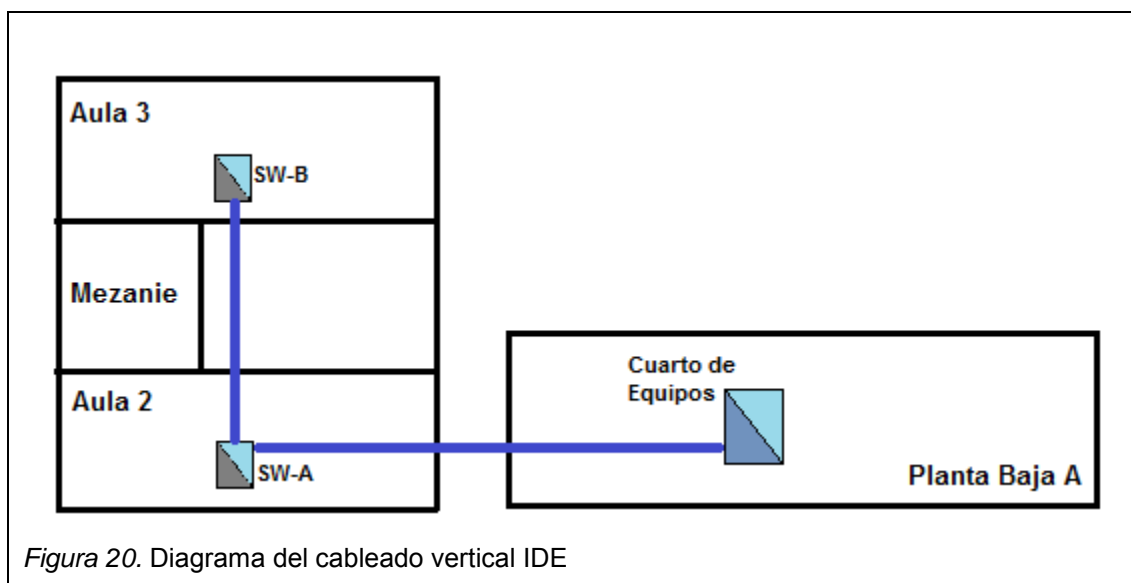 Aula 3
SW-B
Mezanie
Aula 2
SW-A
Cuarto de
Equipos
Planta Baja A
Figura 20. Diagrama del cableado vertical IDE